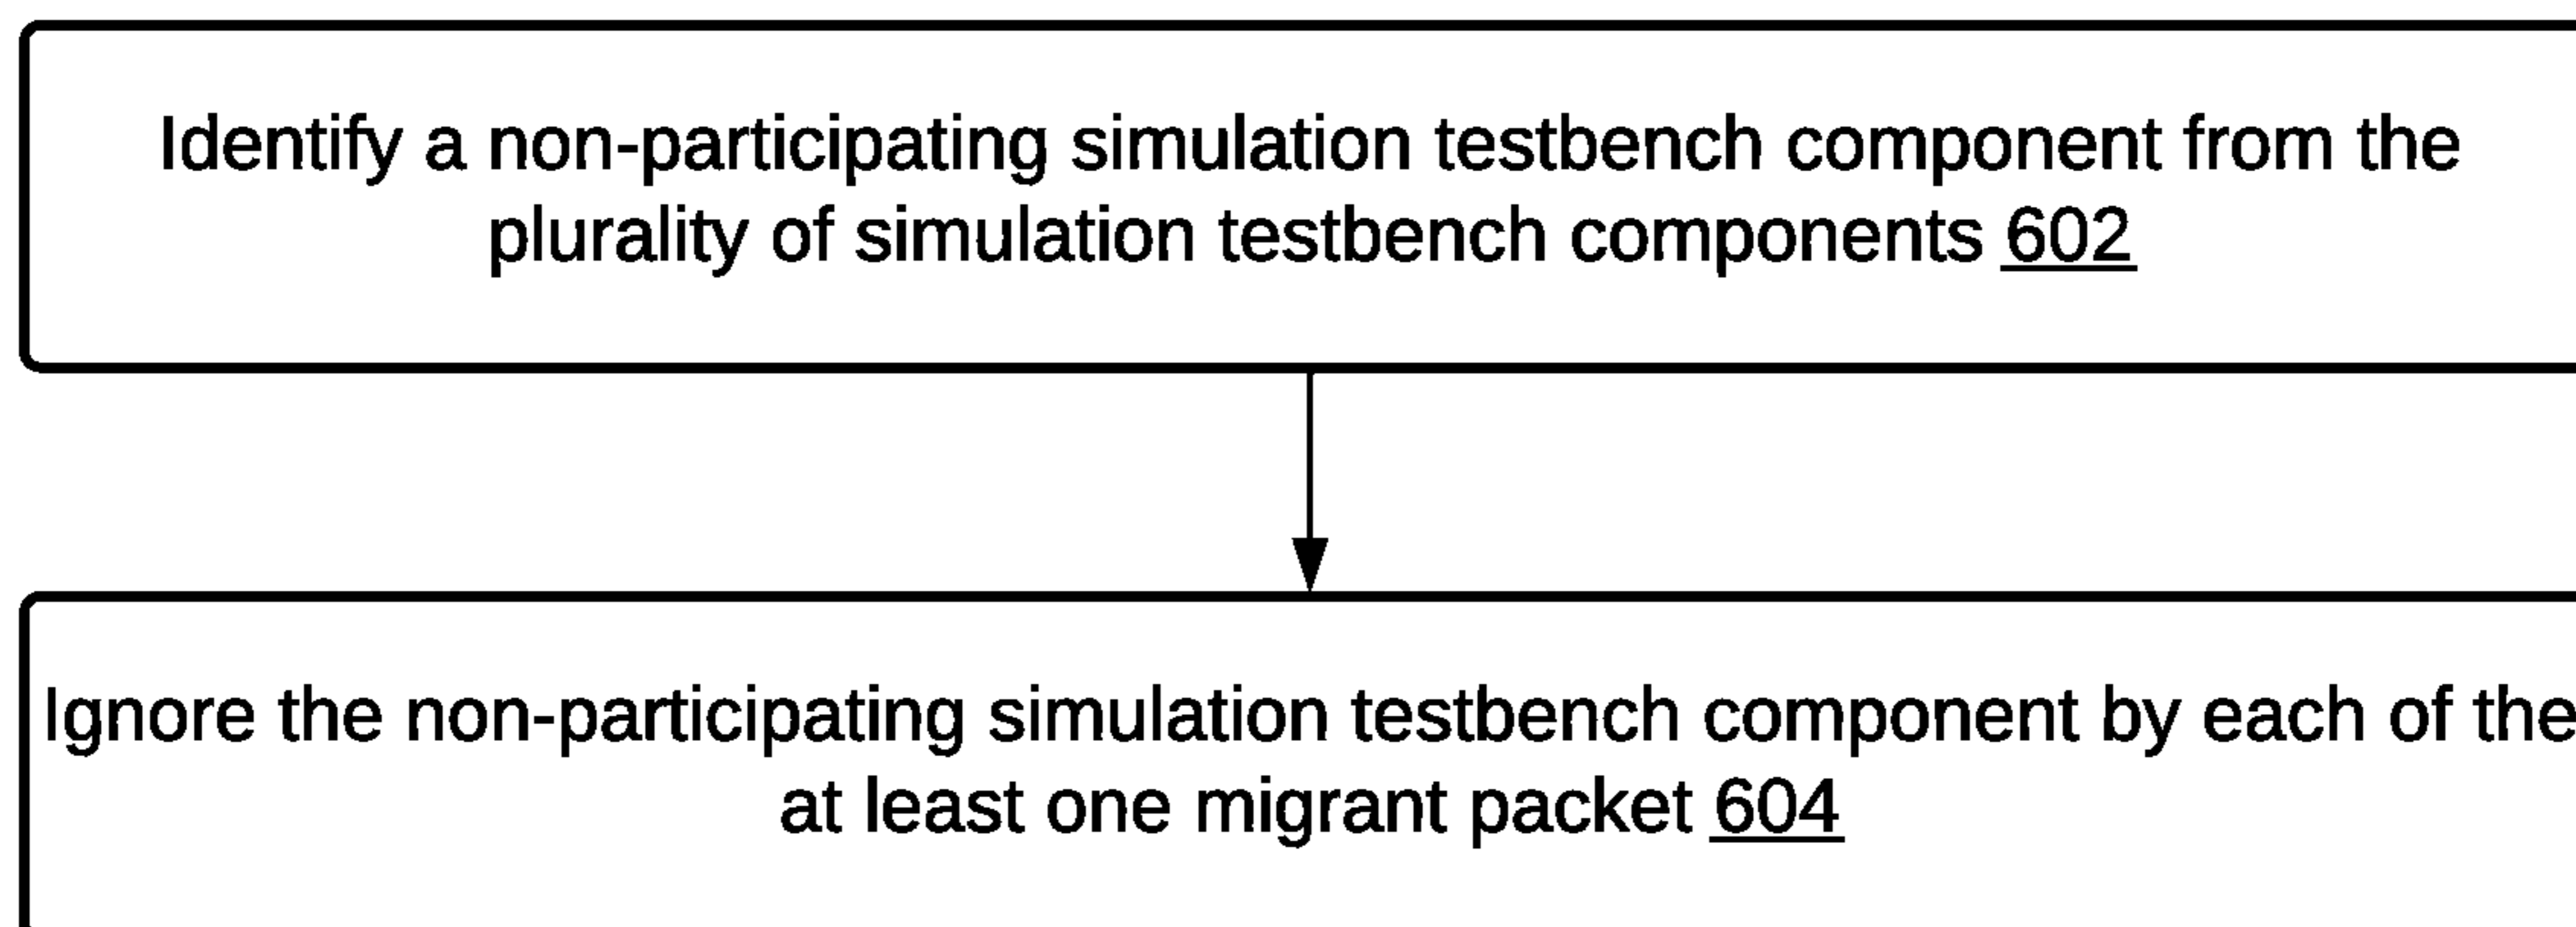 Identify a non-participating simulation testbench component from the
plurality of simulation testbench components 602
Ignore the non-participating simulation testbench component by each of the
at least one migrant packet 604